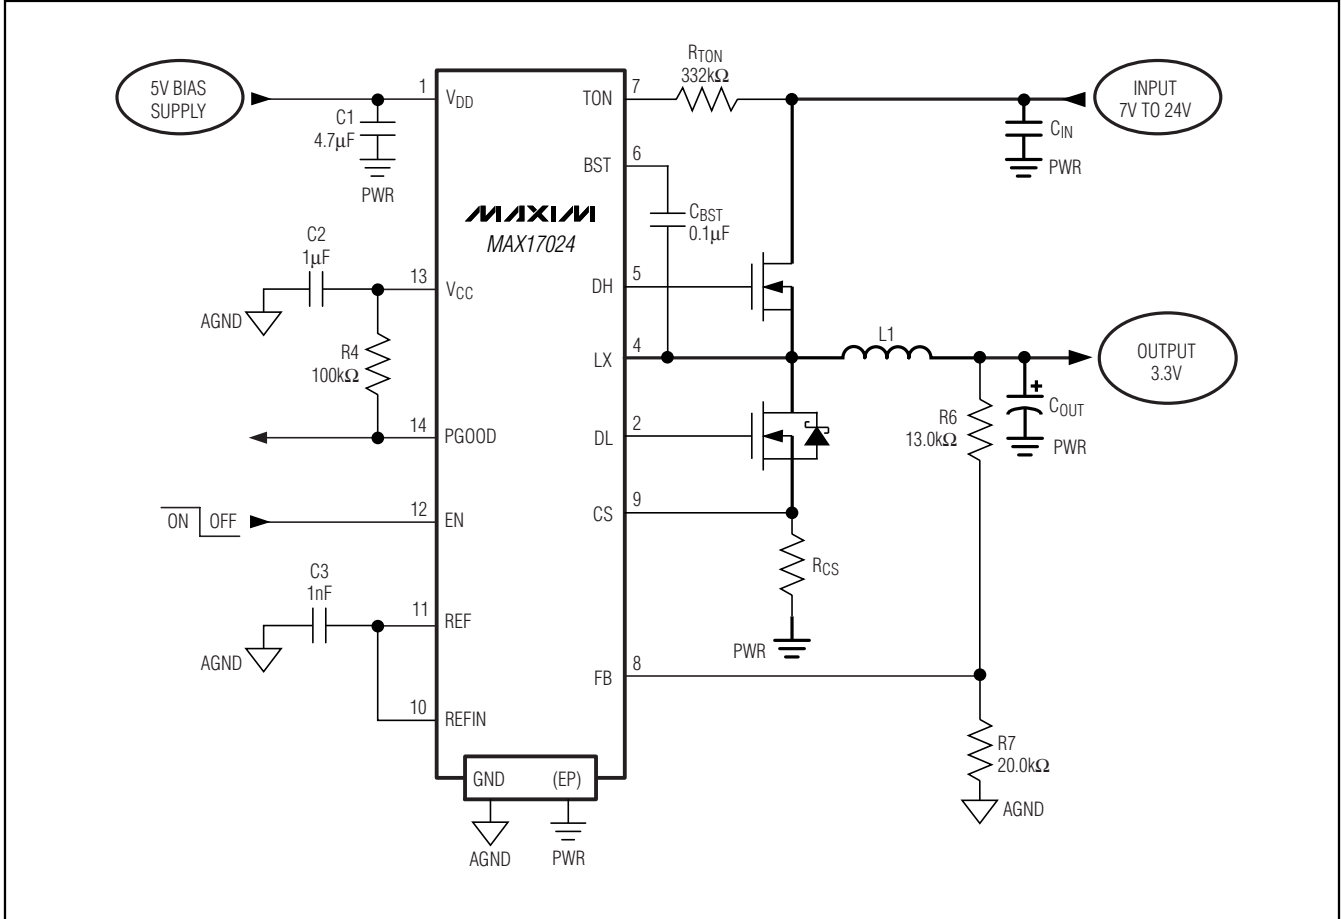 5V BIAS
SUPPLY
C1
4.7µF
PWR
1
VDD
C2
1µF
AGND
13
VCC
R4
100kΩ
14
PGOOD
ON OFF
12
EN
C3
1nF
AGND
11
REF
10
REFIN
MAXIM
MAX17024
GND
(EP)
AGND
PWR
TON
7
RTON
332kΩ
INPUT
7V TO 24V
CIN
PWR
BST
6
CBST
0.1µF
DH
5
LX
4
L1
OUTPUT
3.3V
COUT
PWR
R6
13.0kΩ
DL
2
CS
9
RCS
PWR
FB
8
R7
20.0kΩ
AGND